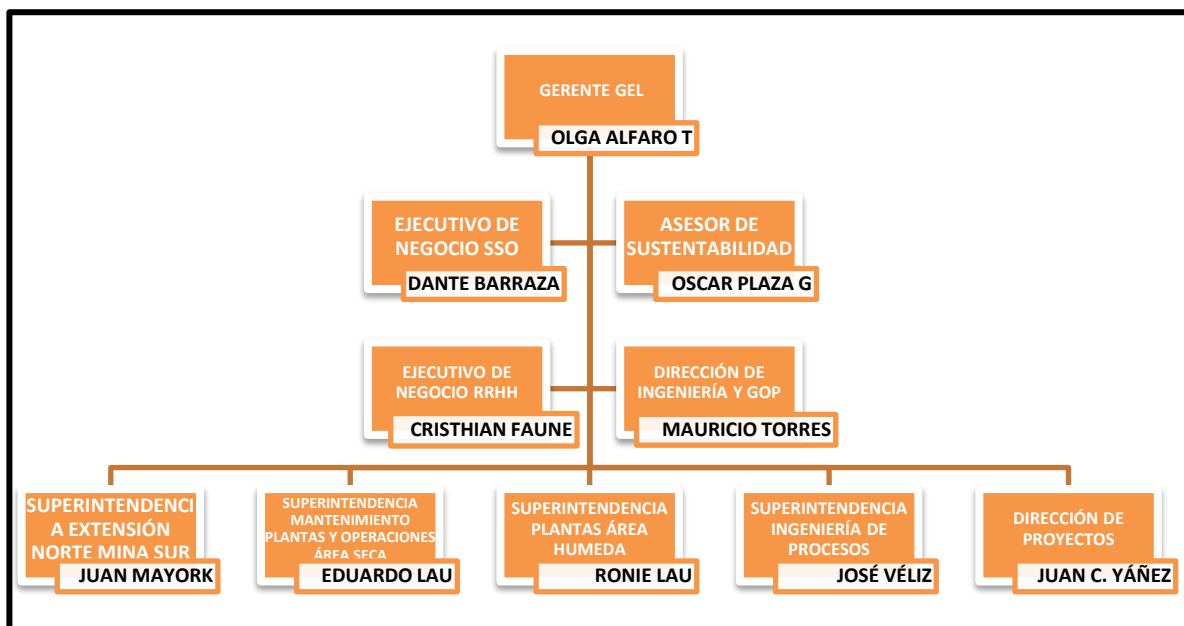 GERENTE GEL
OLGA ALFARO T
EJECUTIVO DE
NEGOCIO SSO
DANTE BARRAZA
ASESOR DE
SUSTENTABILIDAD
OSCAR PLAZA G
EJECUTIVO DE
NEGOCIO RRHH
CRISTHIAN FAUNE
DIRECCIÓN DE
INGENIERÍA Y GOP
MAURICIO TORRES
SUPERINTENDENCI
A EXTENSIÓN
NORTE MINA SUR
JUAN MAYORK
SUPERINTENDENCIA
MANTENIMIENTO
PLANTAS Y OPERACIONES
ÁREA SECA
EDUARDO LAU
SUPERINTENDENCIA
PLANTAS ÁREA
HUMEDA
RONIE LAU
SUPERINTENDENCIA
INGENIERÍA DE
PROCESOS
JOSÉ VÉLIZ
DIRECCIÓN DE
PROYECTOS
JUAN C. YÁÑEZ